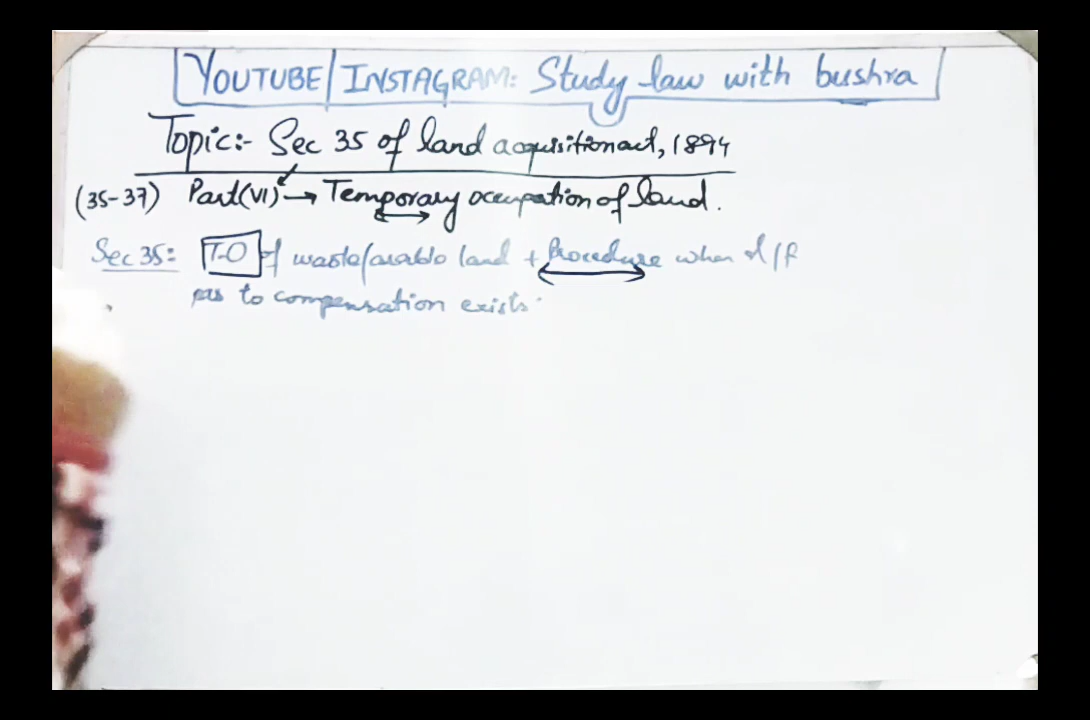 YOUTUBE/INSTAGRAM: Study law with bushra
Topic:- Sec 35 of land acquisition act, 1894
(35-37) Part(VI) → Temporary occupation of land.
Sec 35: T-O of waste/arable land + Procedure when d/f
as to compensation exists.